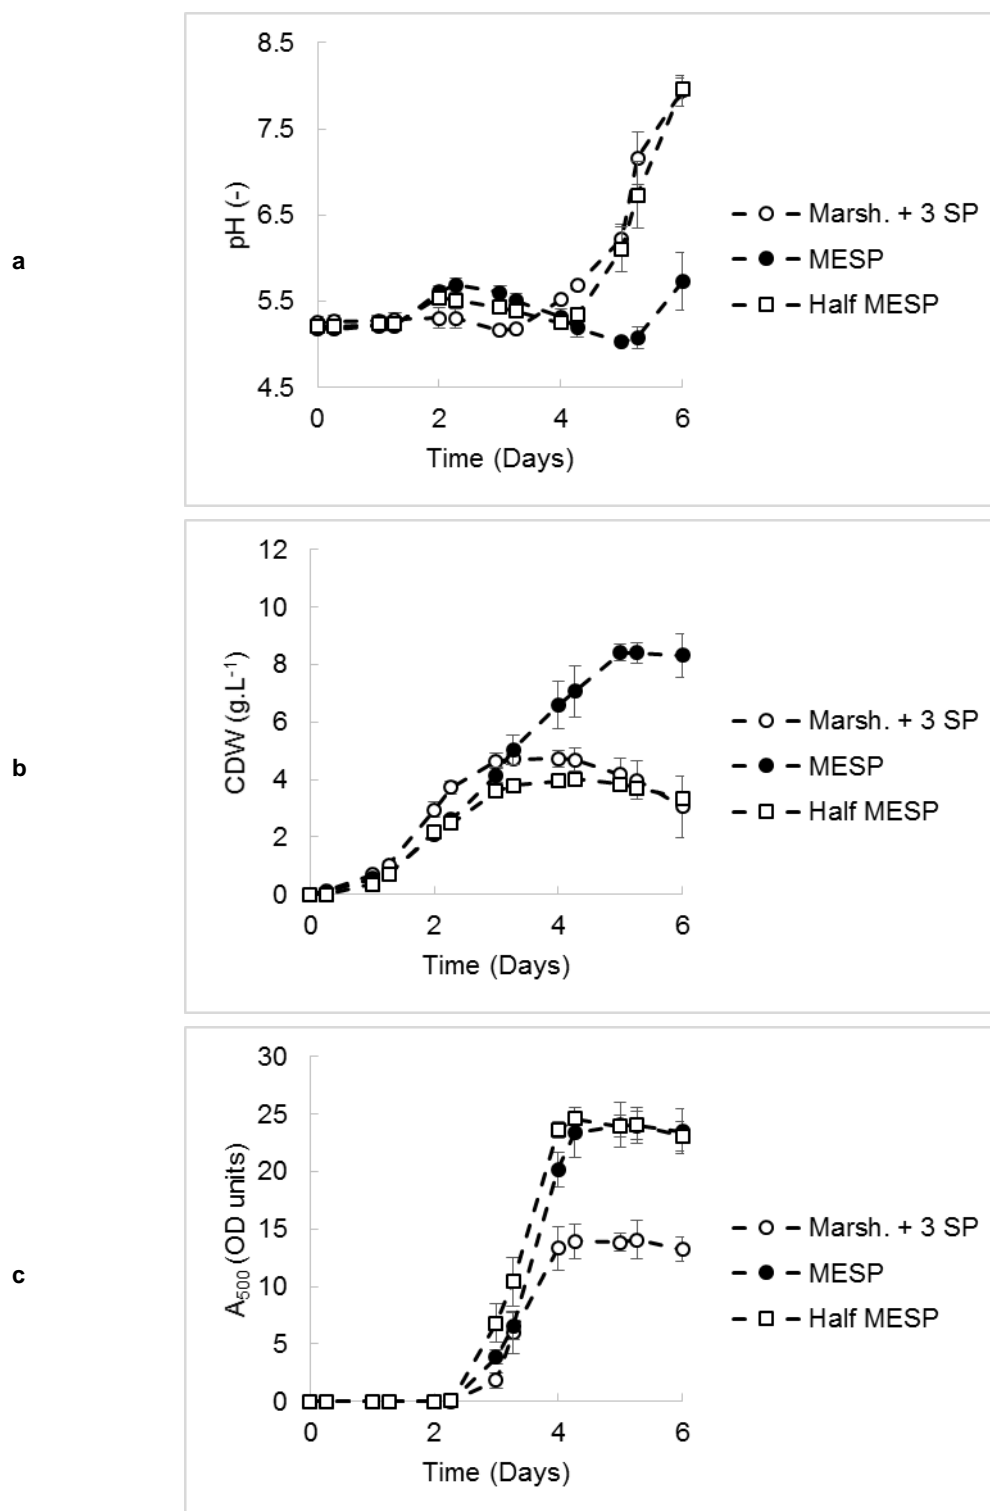 a
8.5
7.5
6.5
5.5
4.5
pH (-)
0 2 4 6
Time (Days)
Marsh. + 3 SP
MESP
Half MESP
b
12
10
8
6
4
2
0
CDW (g.L-1)
0 2 4 6
Time (Days)
Marsh. + 3 SP
MESP
Half MESP
c
30
25
20
15
10
5
0
A500 (OD units)
0 2 4 6
Time (Days)
Marsh. + 3 SP
MESP
Half MESP